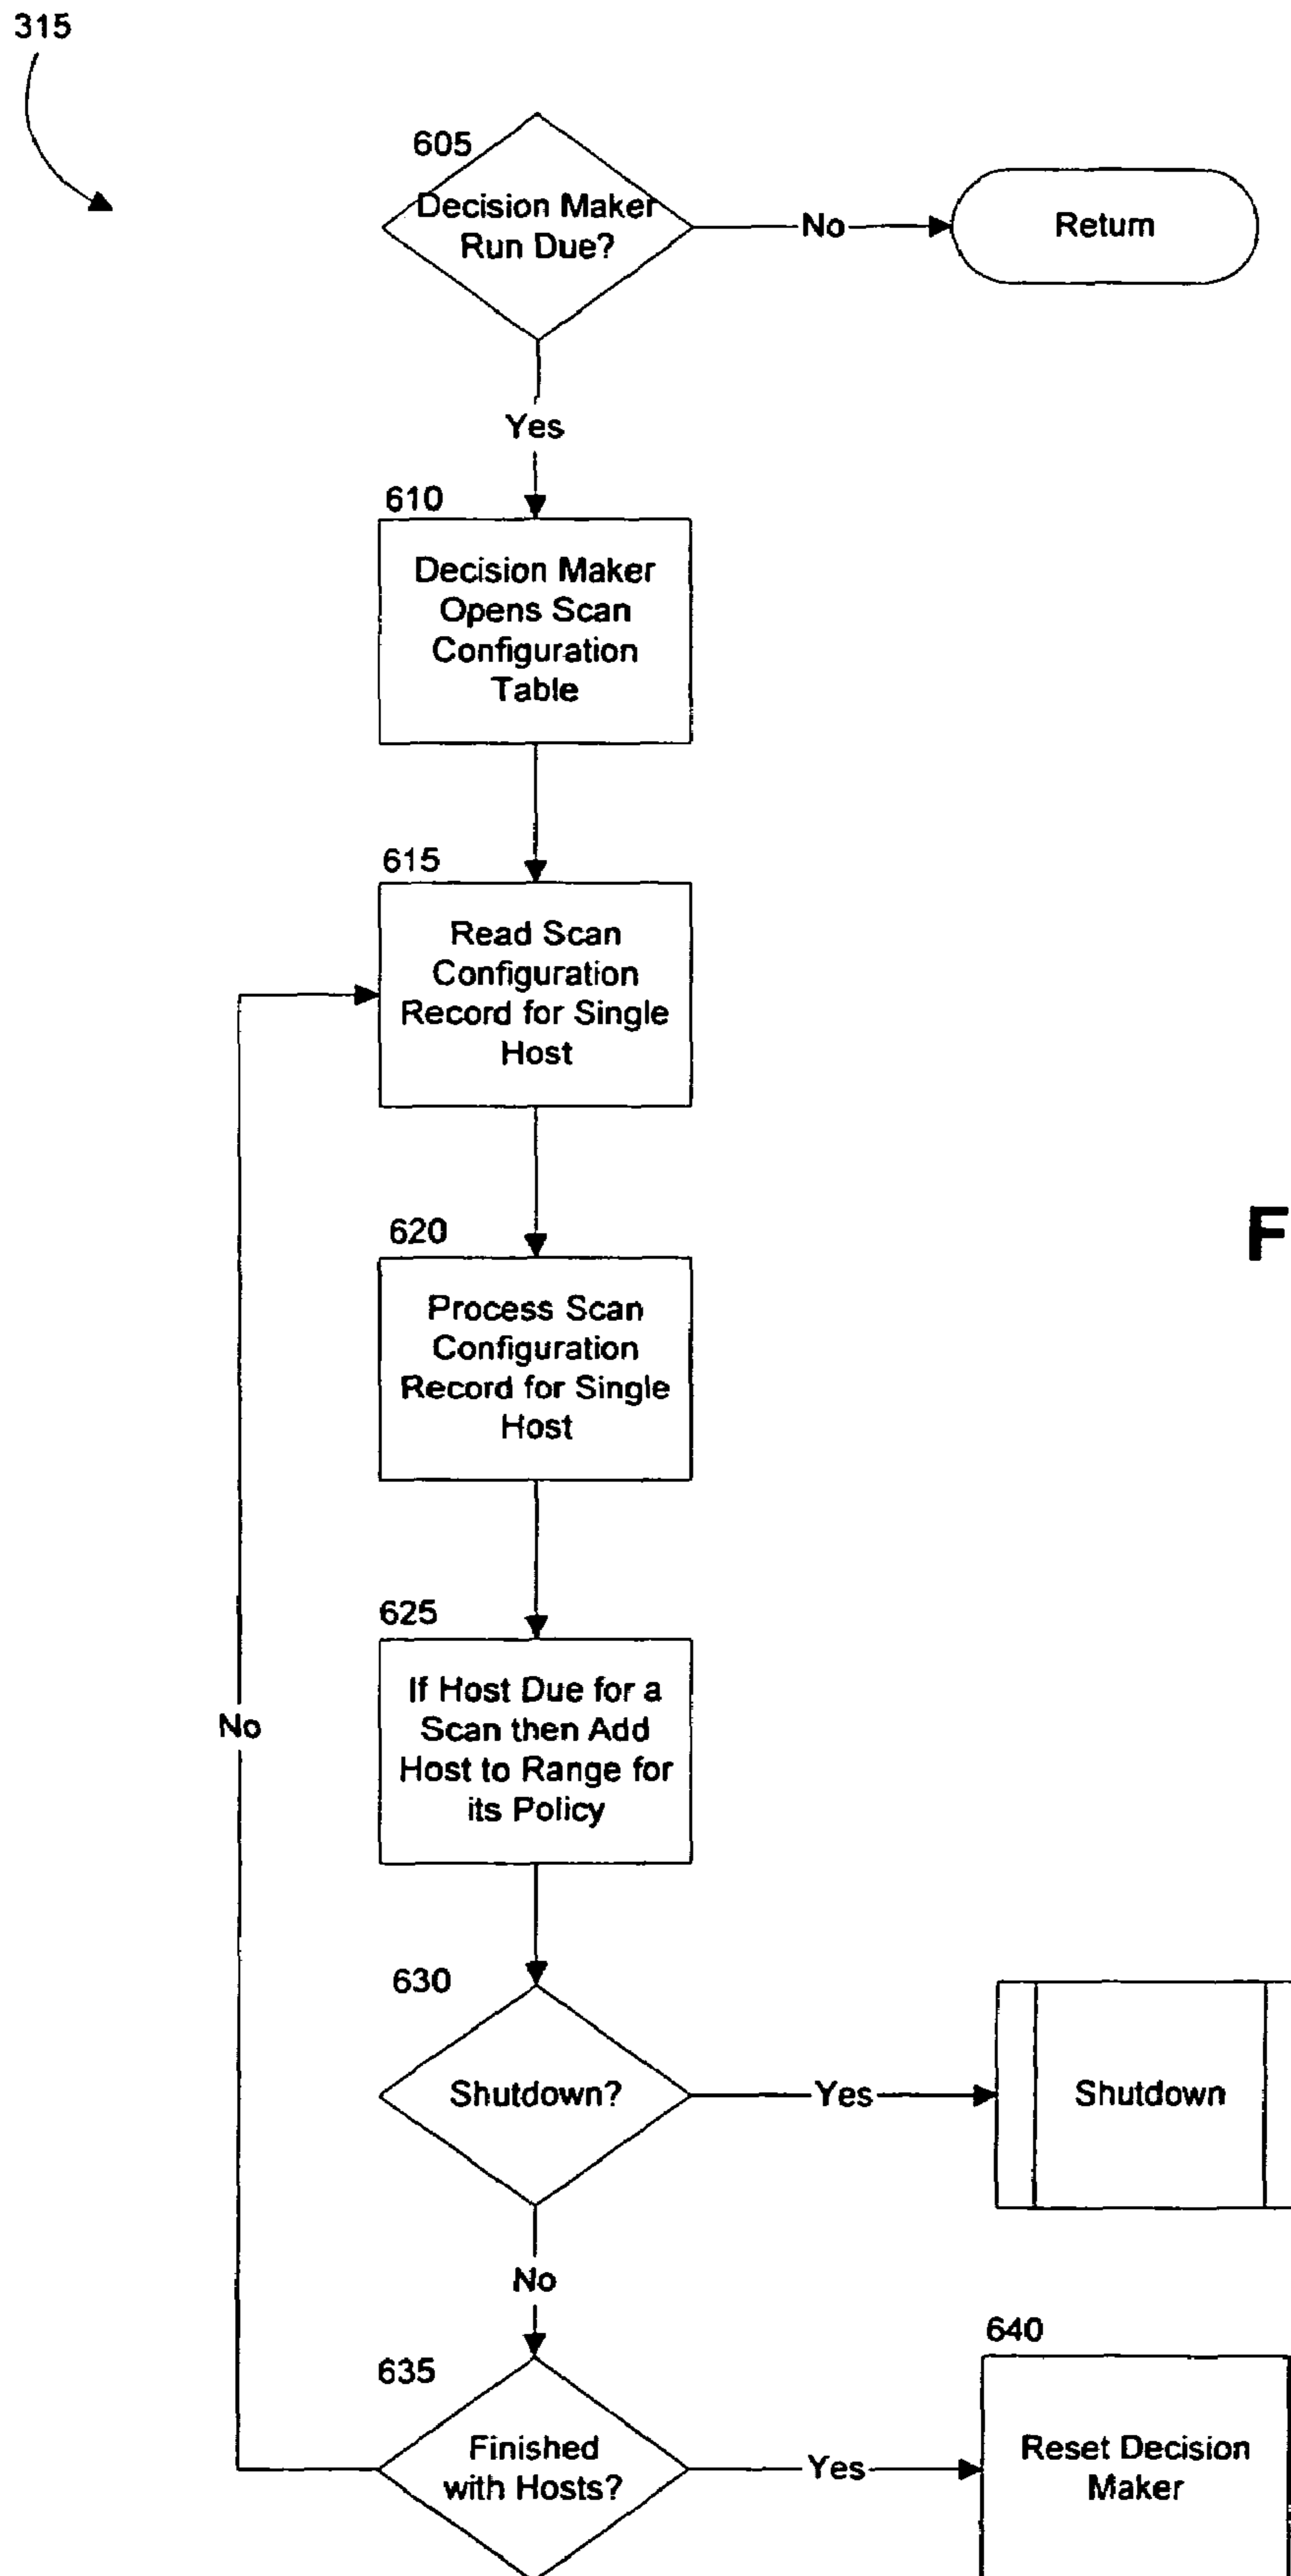 315
605
Decision Maker
Run Due?
No
Return
Yes
610
Decision Maker
Opens Scan
Configuration
Table
615
Read Scan
Configuration
Record for Single
Host
620
Process Scan
Configuration
Record for Single
Host
F
625
If Host Due for a
Scan then Add
Host to Range for
its Policy
No
630
Shutdown?
Yes
Shutdown
No
635
Finished
with Hosts?
Yes
640
Reset Decision
Maker